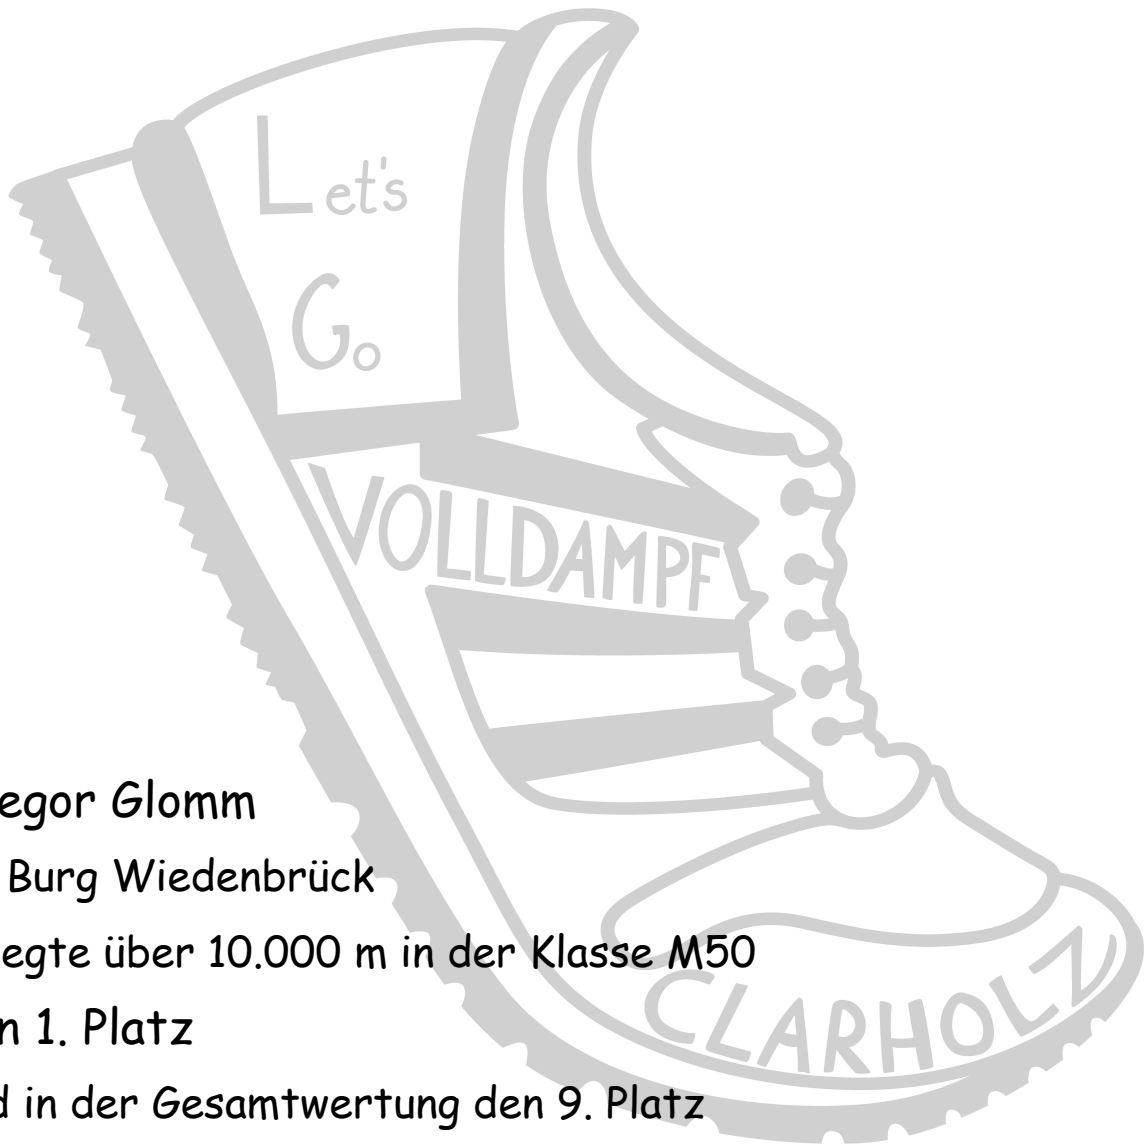 Let's
Go
VOLLDAMPF
egor Glomm
Burg Wiedenbrück
egte über 10.000 m in der Klasse M50
n 1. Platz
d in der Gesamtwertung den 9. Platz
CLARHOLZ